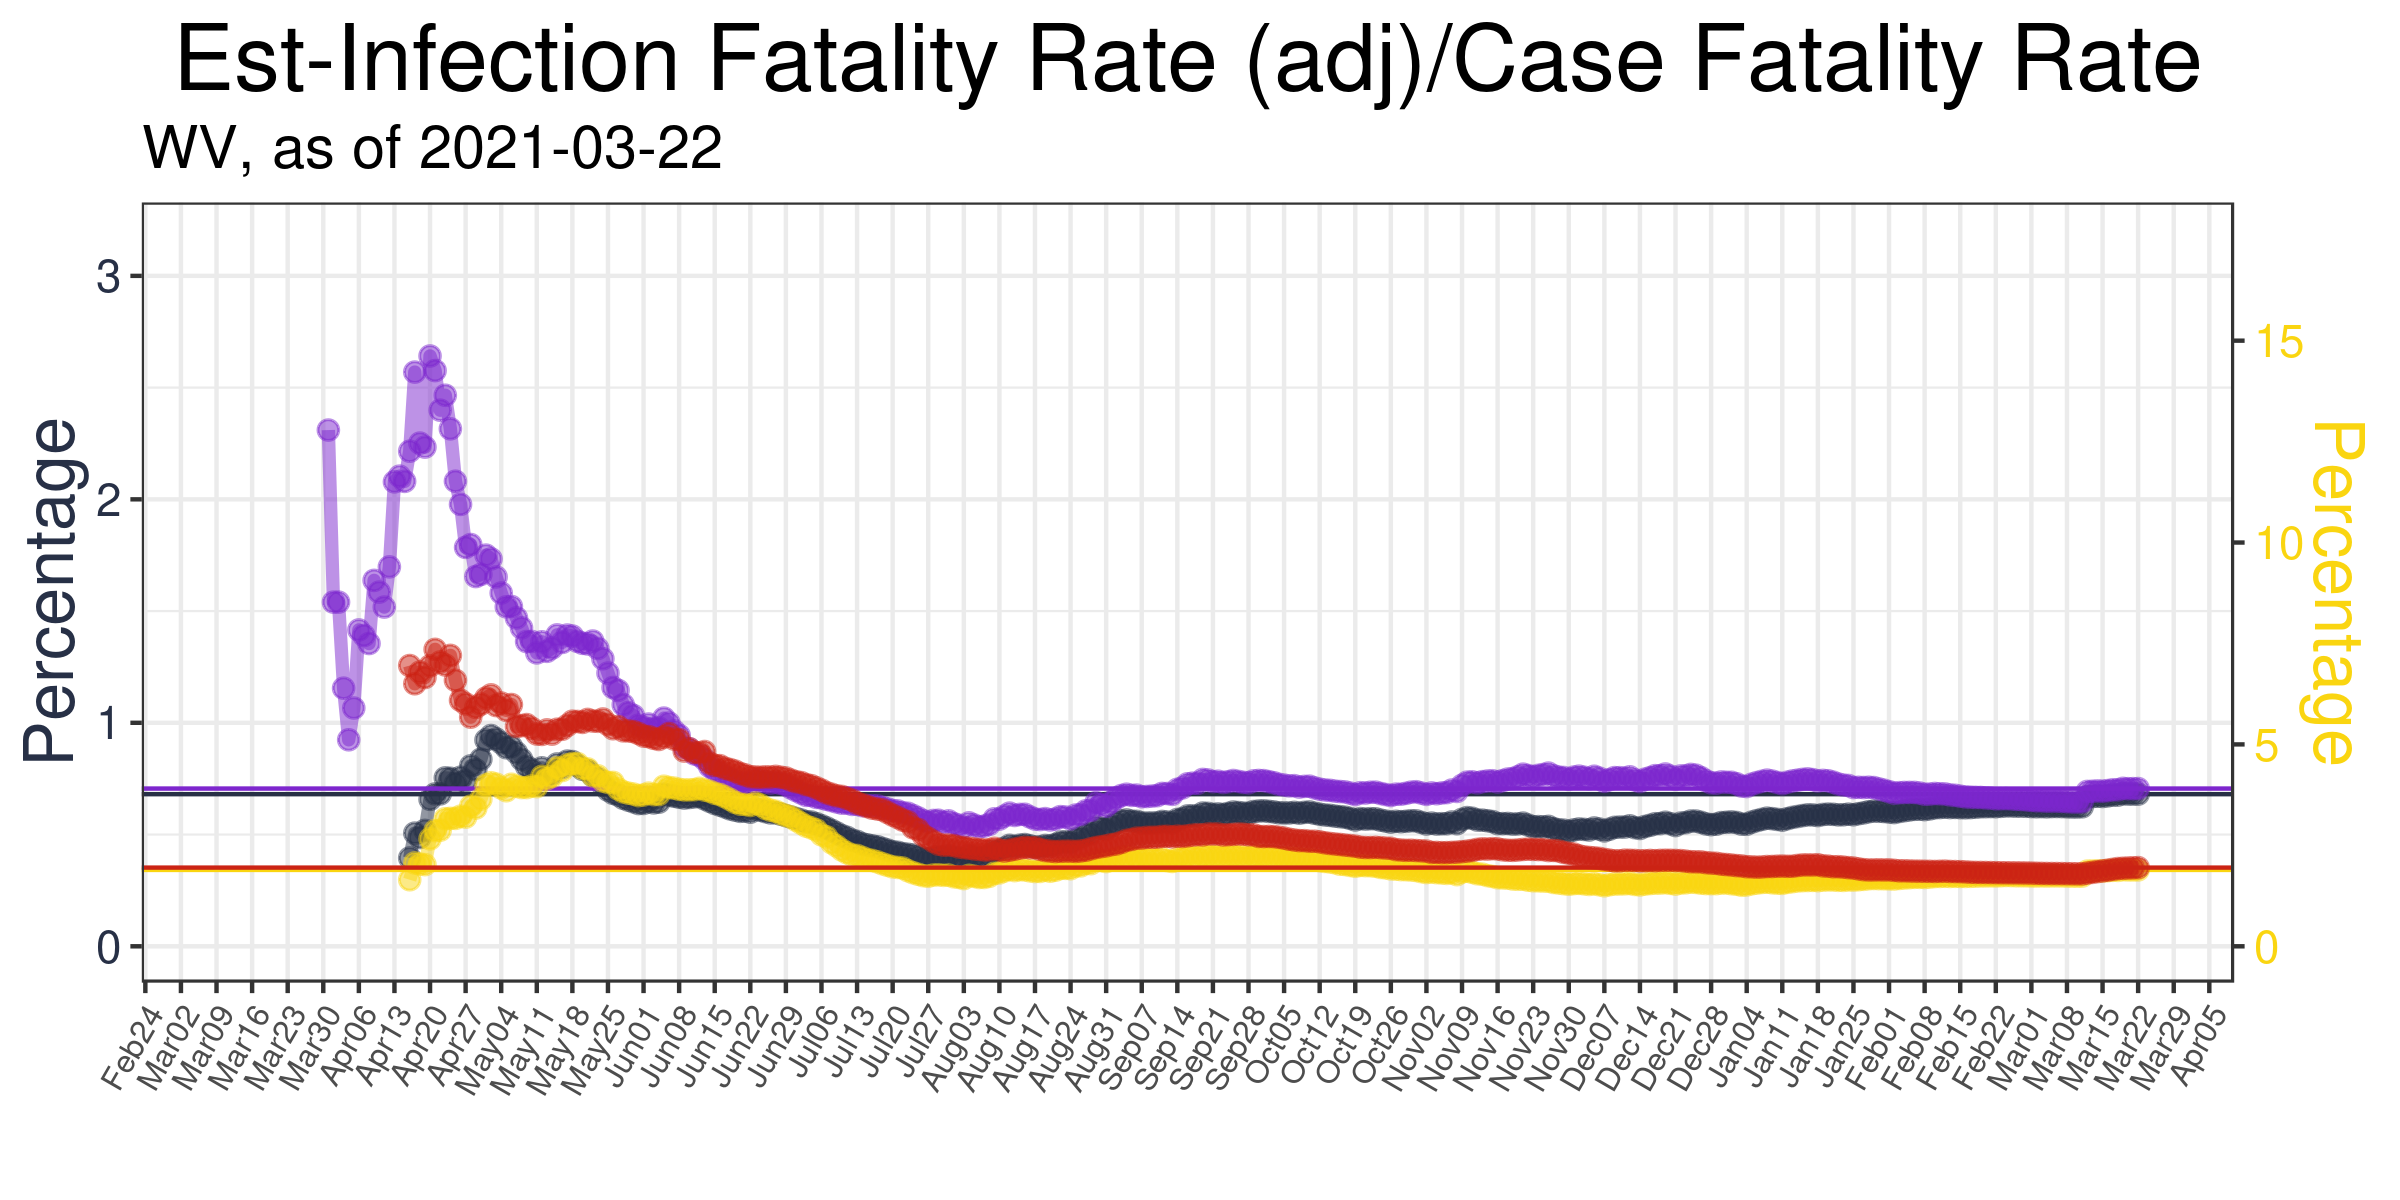 Est-Infection Fatality Rate (adj)/Case Fatality Rate
WV, as of 2021-03-22
Percentage
3
2
1
0
15
10
5
0
Percentage
Feb24
Mar02
Mar09
Mar16
Mar23
Mar30
Apr06
Apr13
Apr20
Apr27
May04
May11
May18
May25
Jun01
Jun08
Jun15
Jun22
Jun29
Jul06
Jul13
Jul20
Jul27
Aug03
Aug10
Aug17
Aug24
Aug31
Sep07
Sep14
Sep21
Sep28
Oct05
Oct12
Oct19
Oct26
Nov02
Nov09
Nov16
Nov23
Nov30
Dec07
Dec14
Dec21
Dec28
Jan04
Jan11
Jan18
Jan25
Feb01
Feb08
Feb15
Feb22
Mar01
Mar08
Mar15
Mar22
Mar29
Apr05